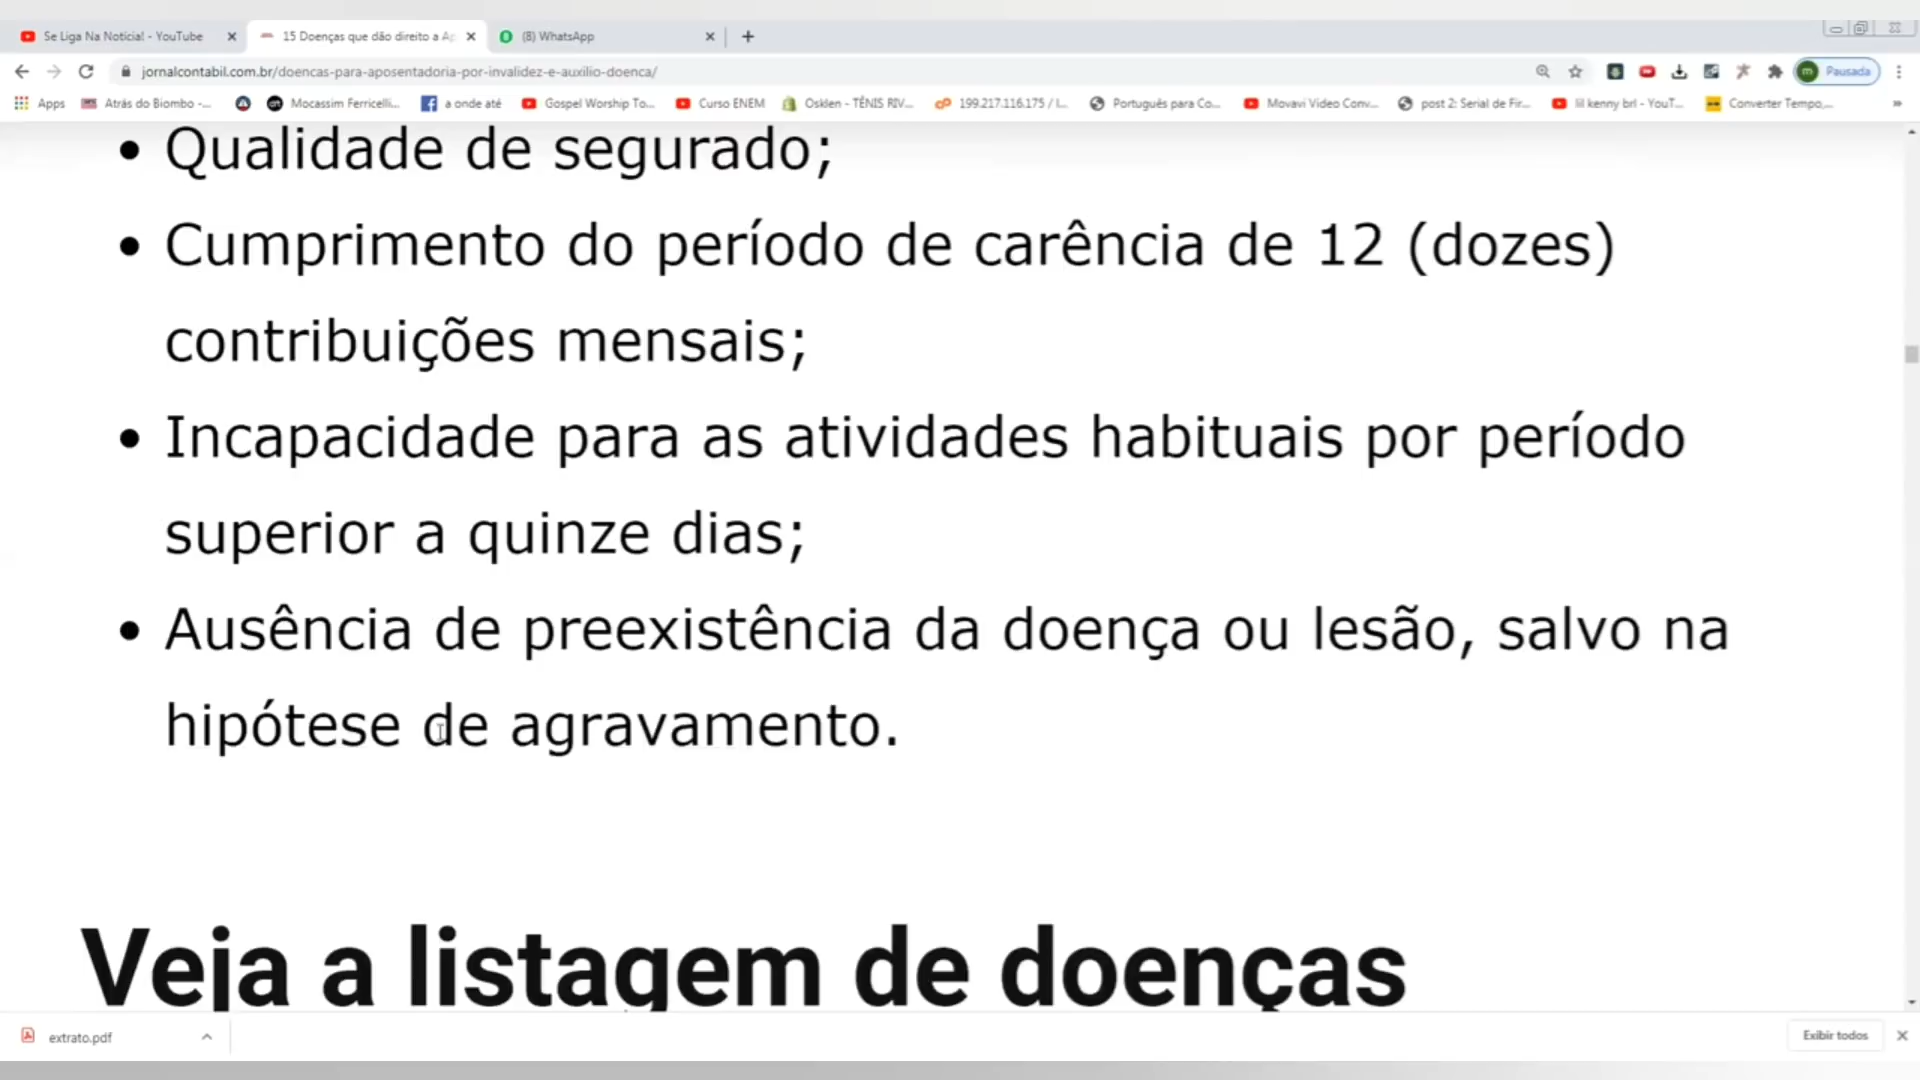 Se Liga Na Notícia! - YouTube
15 Doenças que dão direito a Ap
(8) WhatsApp
jornalcontabil.com.br/doencas-para-aposentadoria-por-invalidez-e-auxilio-doenca/
m Pausada
Apps
Atrás do Biombo -...
Mocassim Ferricelli...
a onde até
Gospel Worship To...
Curso ENEM
Osklen - TÊNIS RIV...
199.217.116.175 / I...
Português para Co...
Movavi Video Conv...
post 2: Serial de Fir...
lil kenny brl - YouT...
Converter Tempo,...
• Qualidade de segurado;
• Cumprimento do período de carência de 12 (dozes)
contribuições mensais;
• Incapacidade para as atividades habituais por período
superior a quinze dias;
• Ausência de preexistência da doença ou lesão, salvo na
hipótese de agravamento.
Veja a listagem de doenças
extrato.pdf
Exibir todos